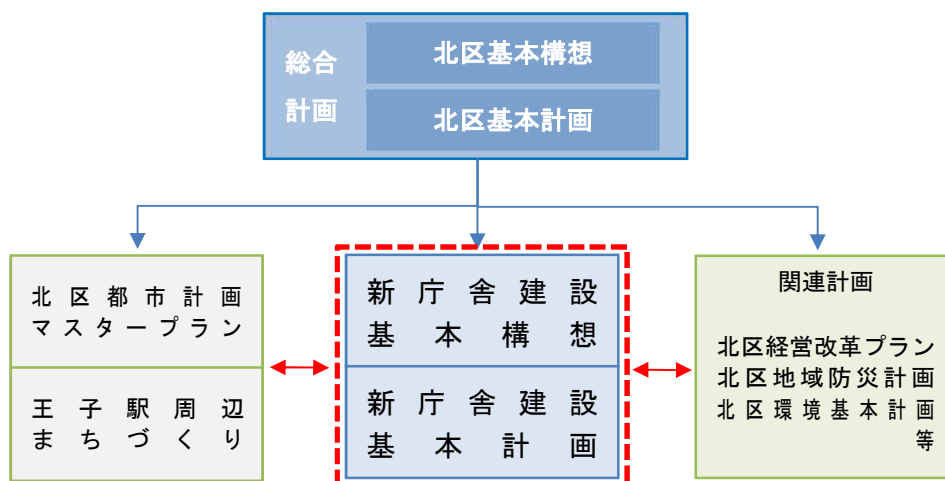 総合
計画
北区基本構想
北区基本計画
北区都市計画
マスタープラン
王子駅周辺
まちづくり
新庁舎建設
基本構想
新庁舎建設
基本計画
関連計画
北区経営改革プラン
北区地域防災計画
北区環境基本計画
等